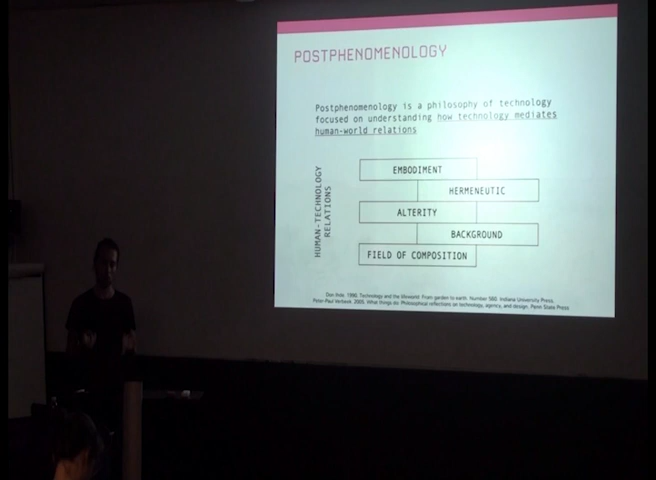 POSTPHENOMENOLOGY
Postphenomenology is a philosophy of technology
focused on understanding how technology mediates
human-world relations
HUMAN-TECHNOLOGY
RELATIONS
EMBODIMENT
HERMENEUTIC
ALTERITY
BACKGROUND
FIELD OF COMPOSITION
Don Ihde. 1990. Technology and the lifeworld: From garden to earth. Number 560. Indiana University Press.
Peter-Paul Verbeek. 2005. What things do: Philosophical reflections on technology, agency, and design. Penn State Press